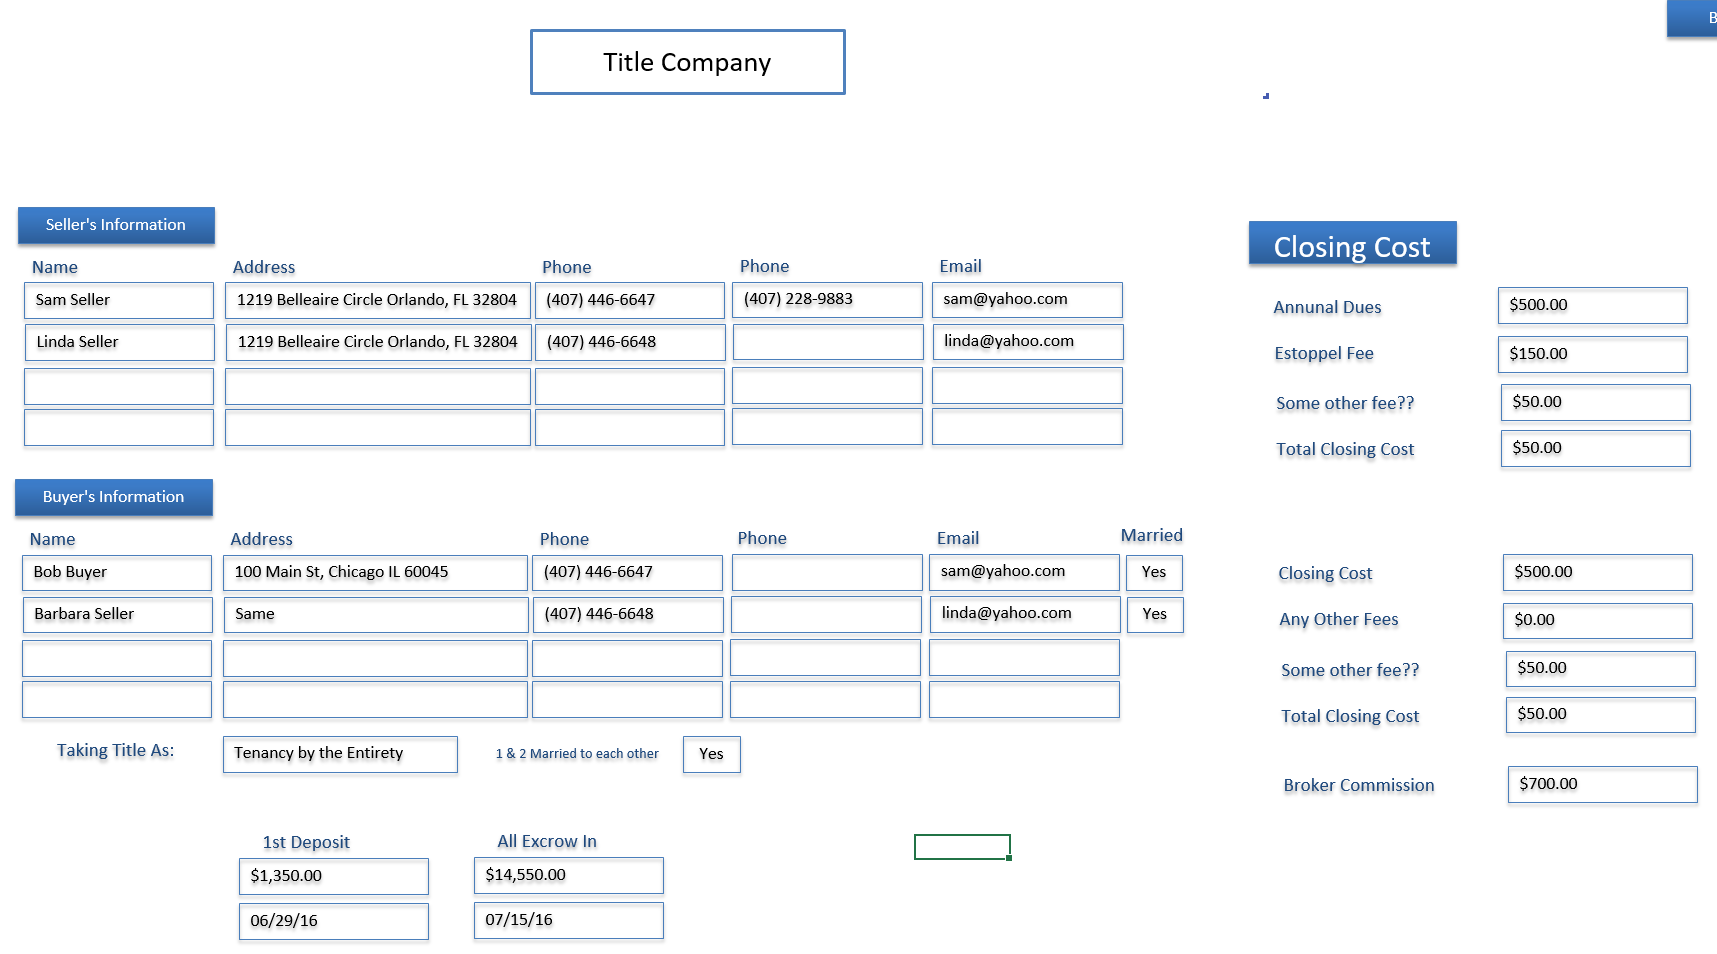 B
Title Company
Seller's Information
Name Address Phone Phone Email
Sam Seller 1219 Belleaire Circle Orlando, FL 32804 (407) 446-6647 (407) 228-9883 sam@yahoo.com
Linda Seller 1219 Belleaire Circle Orlando, FL 32804 (407) 446-6648 linda@yahoo.com
Buyer's Information
Name Address Phone Phone Email Married
Bob Buyer 100 Main St, Chicago IL 60045 (407) 446-6647 sam@yahoo.com Yes
Barbara Seller Same (407) 446-6648 linda@yahoo.com Yes
Taking Title As: Tenancy by the Entirety 1 & 2 Married to each other Yes
1st Deposit All Excrow In
$1,350.00 $14,550.00
06/29/16 07/15/16
Closing Cost
Annunal Dues $500.00
Estoppel Fee $150.00
Some other fee?? $50.00
Total Closing Cost $50.00
Closing Cost $500.00
Any Other Fees $0.00
Some other fee?? $50.00
Total Closing Cost $50.00
Broker Commission $700.00